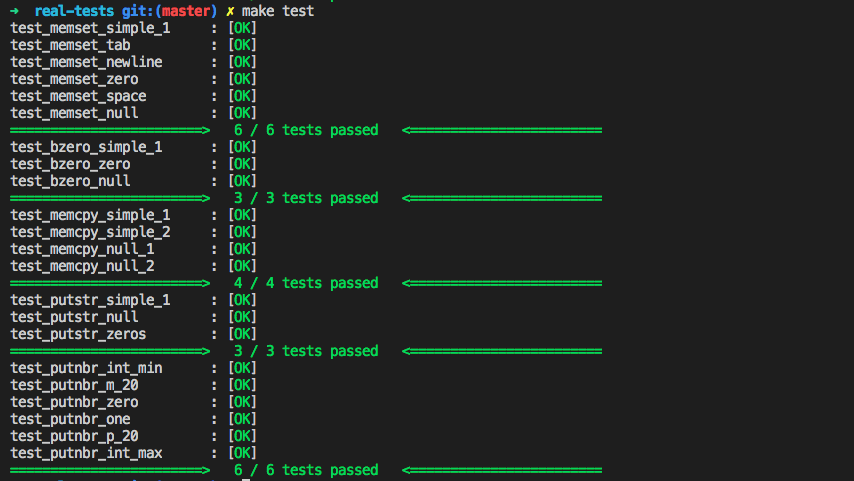 ➜  real-tests git:(master) ✗ make test
test_memset_simple_1     : [OK]
test_memset_tab          : [OK]
test_memset_newline      : [OK]
test_memset_zero         : [OK]
test_memset_space        : [OK]
test_memset_null         : [OK]
========================>   6 / 6 tests passed   <========================
test_bzero_simple_1      : [OK]
test_bzero_zero          : [OK]
test_bzero_null          : [OK]
========================>   3 / 3 tests passed   <========================
test_memcpy_simple_1     : [OK]
test_memcpy_simple_2     : [OK]
test_memcpy_null_1       : [OK]
test_memcpy_null_2       : [OK]
========================>   4 / 4 tests passed   <========================
test_putstr_simple_1     : [OK]
test_putstr_null         : [OK]
test_putstr_zeros        : [OK]
========================>   3 / 3 tests passed   <========================
test_putnbr_int_min      : [OK]
test_putnbr_m_20         : [OK]
test_putnbr_zero         : [OK]
test_putnbr_one          : [OK]
test_putnbr_p_20         : [OK]
test_putnbr_int_max      : [OK]
========================>   6 / 6 tests passed   <========================